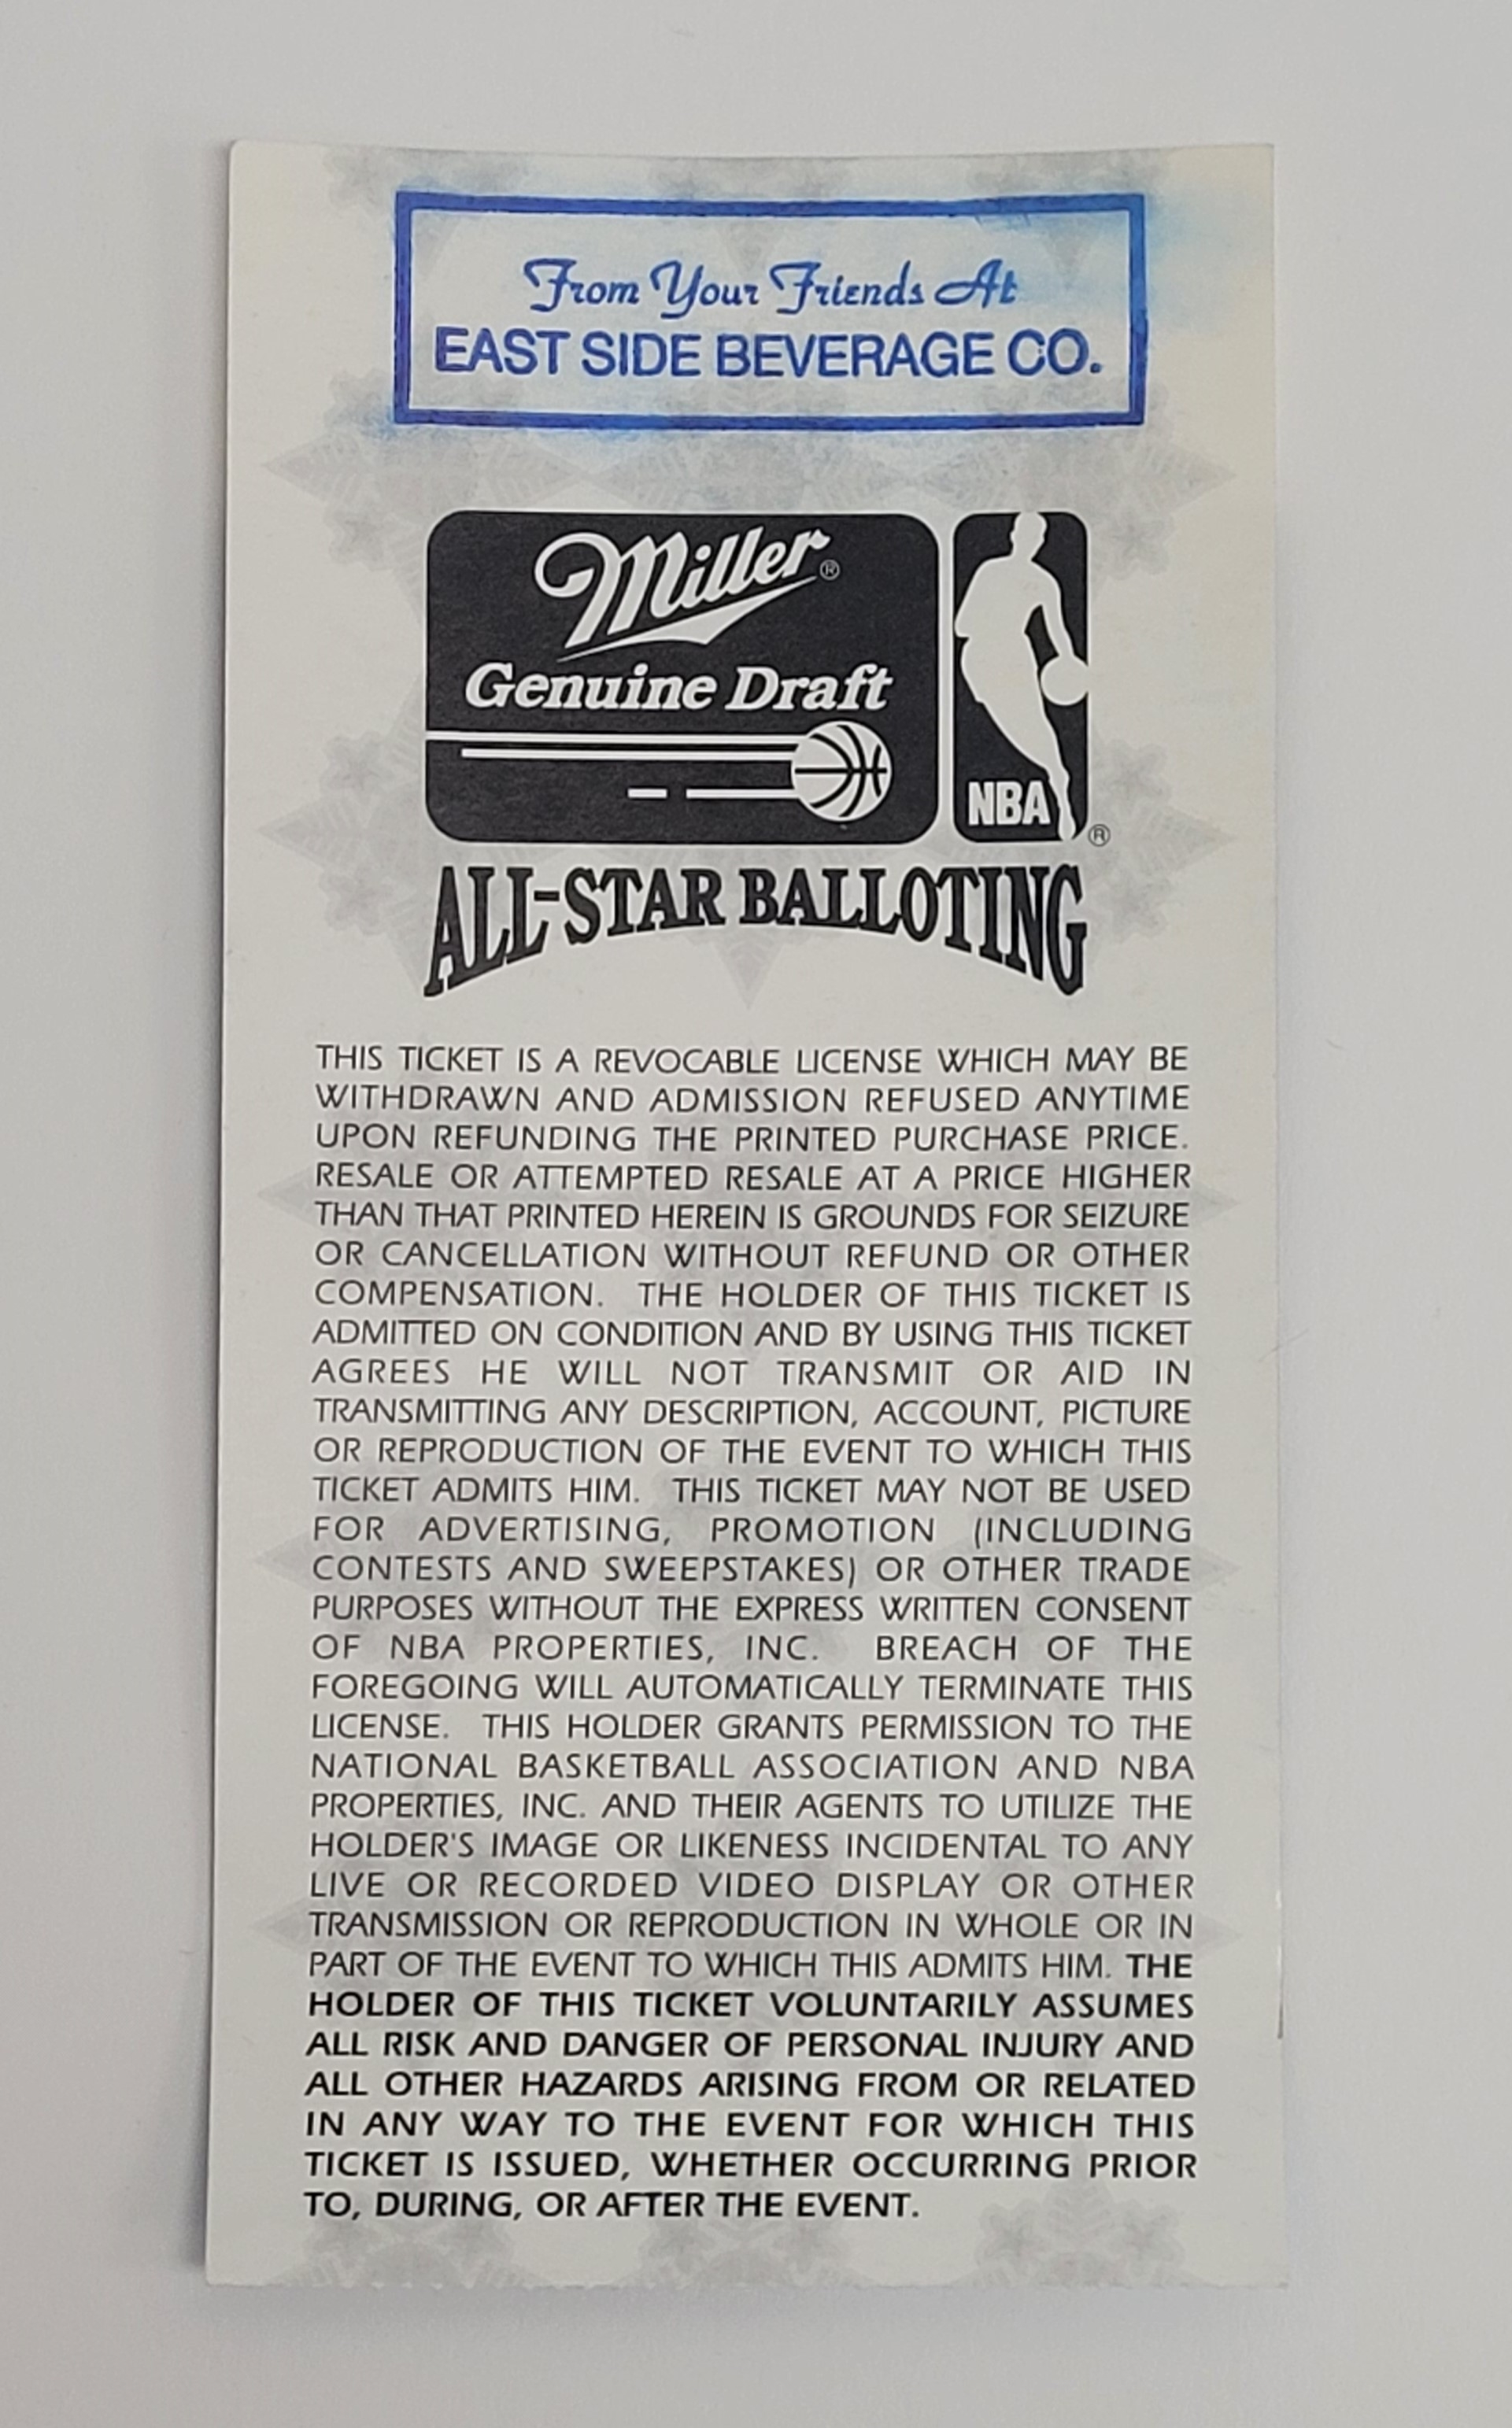 From Your Friends At
EAST SIDE BEVERAGE CO.
Miller®
Genuine Draft
NBA®
ALL-STAR BALLOTING
THIS TICKET IS A REVOCABLE LICENSE WHICH MAY BE
WITHDRAWN AND ADMISSION REFUSED ANYTIME
UPON REFUNDING THE PRINTED PURCHASE PRICE.
RESALE OR ATTEMPTED RESALE AT A PRICE HIGHER
THAN THAT PRINTED HEREIN IS GROUNDS FOR SEIZURE
OR CANCELLATION WITHOUT REFUND OR OTHER
COMPENSATION. THE HOLDER OF THIS TICKET IS
ADMITTED ON CONDITION AND BY USING THIS TICKET
AGREES HE WILL NOT TRANSMIT OR AID IN
TRANSMITTING ANY DESCRIPTION, ACCOUNT, PICTURE
OR REPRODUCTION OF THE EVENT TO WHICH THIS
TICKET ADMITS HIM. THIS TICKET MAY NOT BE USED
FOR ADVERTISING, PROMOTION (INCLUDING
CONTESTS AND SWEEPSTAKES) OR OTHER TRADE
PURPOSES WITHOUT THE EXPRESS WRITTEN CONSENT
OF NBA PROPERTIES, INC. BREACH OF THE
FOREGOING WILL AUTOMATICALLY TERMINATE THIS
LICENSE. THIS HOLDER GRANTS PERMISSION TO THE
NATIONAL BASKETBALL ASSOCIATION AND NBA
PROPERTIES, INC. AND THEIR AGENTS TO UTILIZE THE
HOLDER'S IMAGE OR LIKENESS INCIDENTAL TO ANY
LIVE OR RECORDED VIDEO DISPLAY OR OTHER
TRANSMISSION OR REPRODUCTION IN WHOLE OR IN
PART OF THE EVENT TO WHICH THIS ADMITS HIM. THE
HOLDER OF THIS TICKET VOLUNTARILY ASSUMES
ALL RISK AND DANGER OF PERSONAL INJURY AND
ALL OTHER HAZARDS ARISING FROM OR RELATED
IN ANY WAY TO THE EVENT FOR WHICH THIS
TICKET IS ISSUED, WHETHER OCCURRING PRIOR
TO, DURING, OR AFTER THE EVENT.